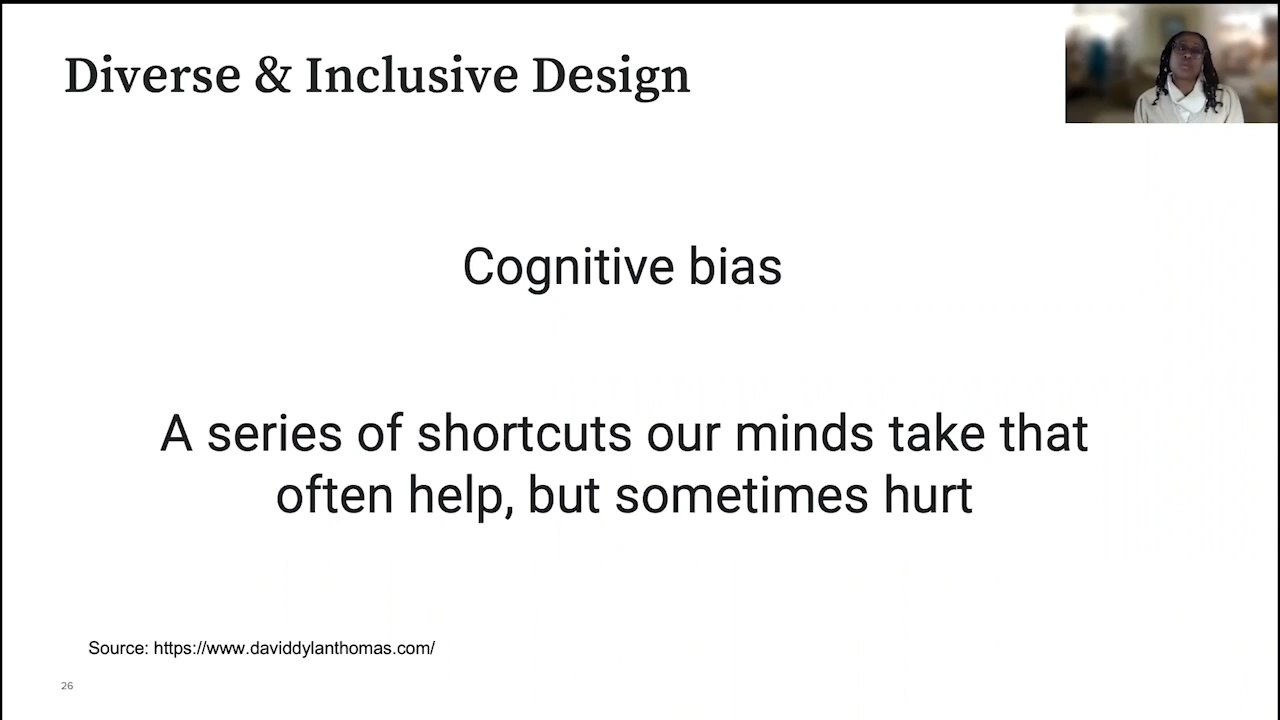 Diverse & Inclusive Design
Cognitive bias
A series of shortcuts our minds take that
often help, but sometimes hurt
Source: https://www.daviddylanthomas.com/
26